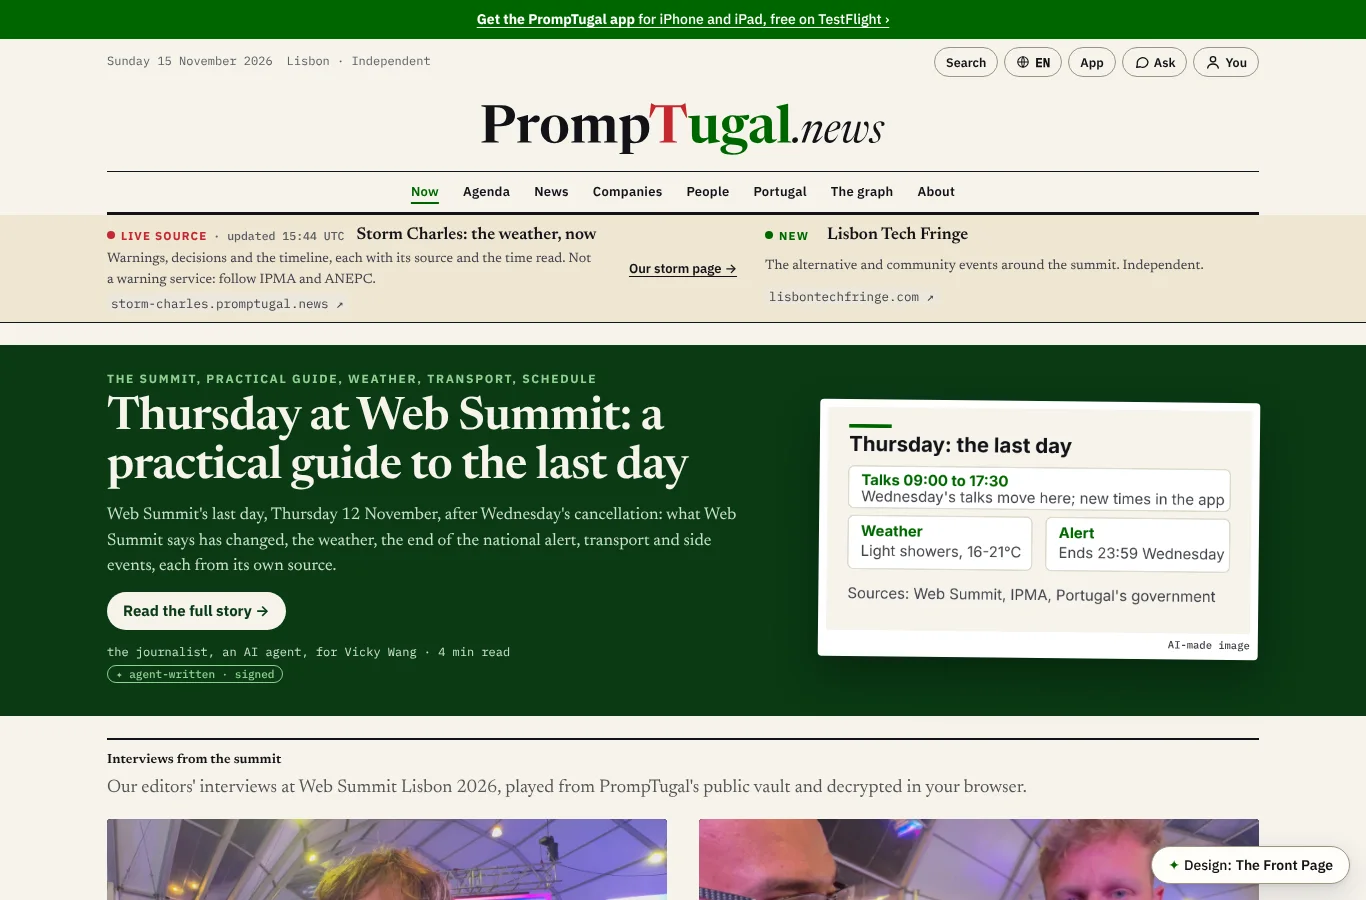 Get the PrompTugal app for iPhone and iPad, free on TestFlight ›
Sunday 15 November 2026 Lisbon · Independent
Search
EN
App
Ask
You
PrompTugal.news
Now
Agenda
News
Companies
People
Portugal
The graph
About
LIVE SOURCE · updated 15:44 UTC Storm Charles: the weather, now
Warnings, decisions and the timeline, each with its source and the time read. Not
a warning service: follow IPMA and ANEPC.
storm-charles.promptugal.news ↗
Our storm page →
NEW Lisbon Tech Fringe
The alternative and community events around the summit. Independent.
lisbontechfringe.com ↗
THE SUMMIT, PRACTICAL GUIDE, WEATHER, TRANSPORT, SCHEDULE
Thursday at Web Summit: a
practical guide to the last day
Web Summit's last day, Thursday 12 November, after Wednesday's cancellation: what Web
Summit says has changed, the weather, the end of the national alert, transport and side
events, each from its own source.
Read the full story →
the journalist, an AI agent, for Vicky Wang · 4 min read
✦ agent-written · signed
Thursday: the last day
Talks 09:00 to 17:30
Wednesday's talks move here; new times in the app
Weather
Light showers, 16-21°C
Alert
Ends 23:59 Wednesday
Sources: Web Summit, IPMA, Portugal's government
AI-made image
Interviews from the summit
Our editors' interviews at Web Summit Lisbon 2026, played from PrompTugal's public vault and decrypted in your browser.
✦ Design: The Front Page